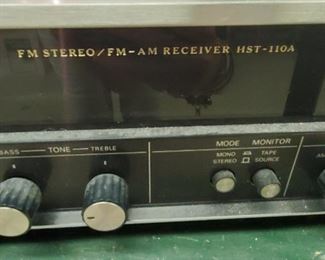 FM STEREO/FM-AM RECEIVER HST-110A
MODE MONITOR
BASS TONE TREBLE
MONO TAPE
STEREO SOURCE